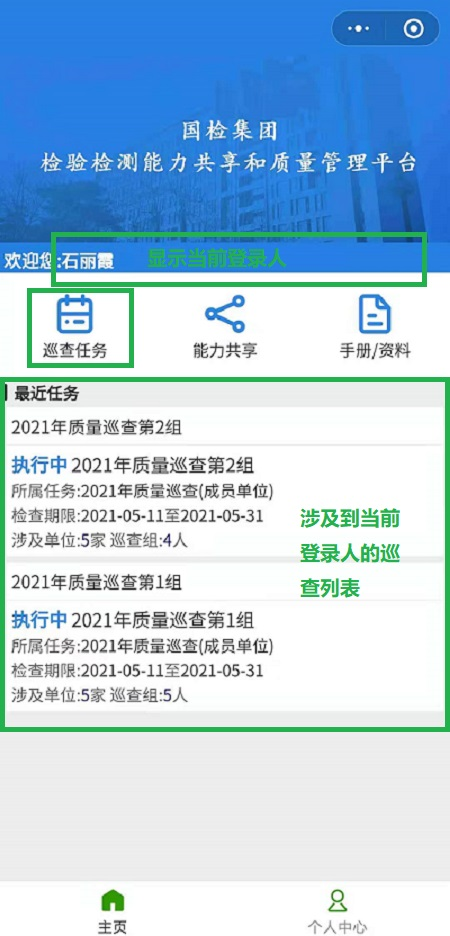 国检集团
检验检测能力共享和质量管理平台
欢迎您:石丽霞 显示当前登录人
巡查任务 能力共享 手册/资料
最近任务
2021年质量巡查第2组
执行中 2021年质量巡查第2组
所属任务:2021年质量巡查(成员单位)
检查期限:2021-05-11至2021-05-31
涉及单位:5家 巡查组:4人
涉及到当前
登录人的巡
查列表
2021年质量巡查第1组
执行中 2021年质量巡查第1组
所属任务:2021年质量巡查(成员单位)
检查期限:2021-05-11至2021-05-31
涉及单位:5家 巡查组:5人
主页 个人中心